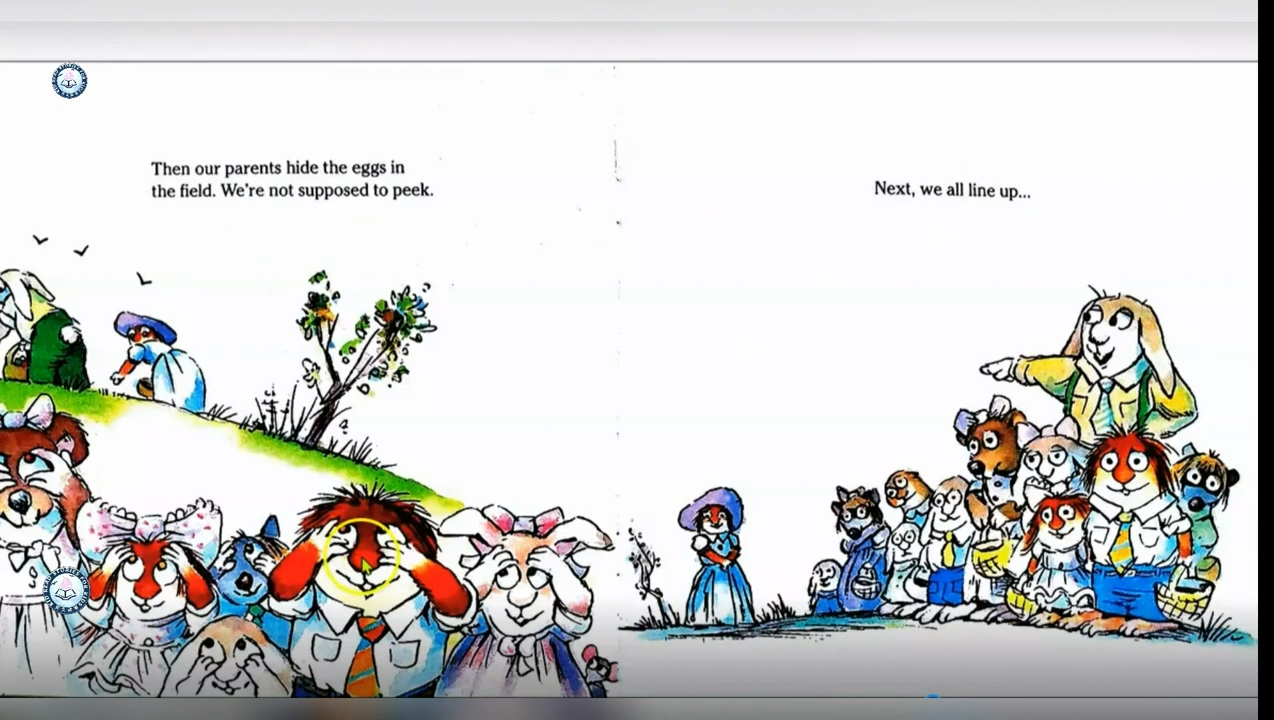 Then our parents hide the eggs in
the field. We're not supposed to peek.
Next, we all line up...